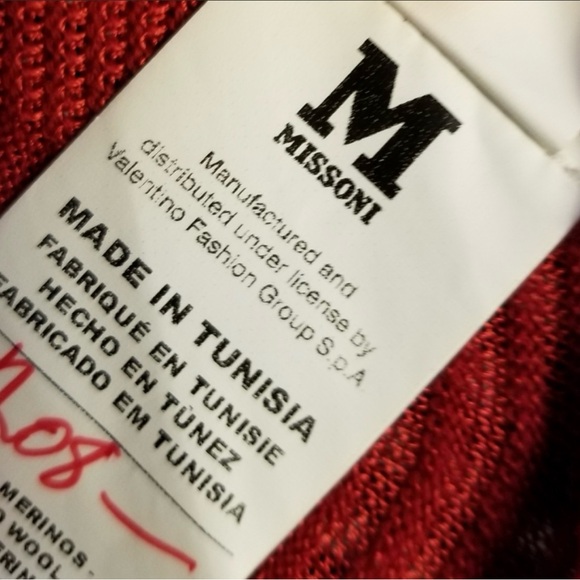 M
MISSONI
Manufactured and
distributed under license by
Valentino Fashion Group S.p.A
MADE IN TUNISIA
FABRIQUÉ EN TUNISIE
HECHO EN TÚNEZ
FABRICADO EM TUNISIA
MERINOS-
WOOL